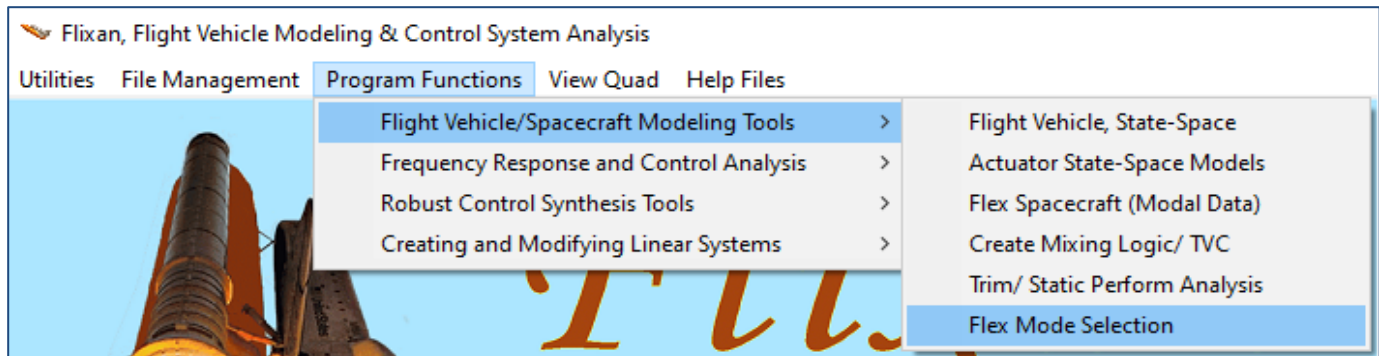 Flixan, Flight Vehicle Modeling & Control System Analysis
Utilities File Management Program Functions View Quad Help Files
Flight Vehicle/Spacecraft Modeling Tools >
Frequency Response and Control Analysis >
Robust Control Synthesis Tools >
Creating and Modifying Linear Systems >
Flight Vehicle, State-Space
Actuator State-Space Models
Flex Spacecraft (Modal Data)
Create Mixing Logic/ TVC
Trim/ Static Perform Analysis
Flex Mode Selection